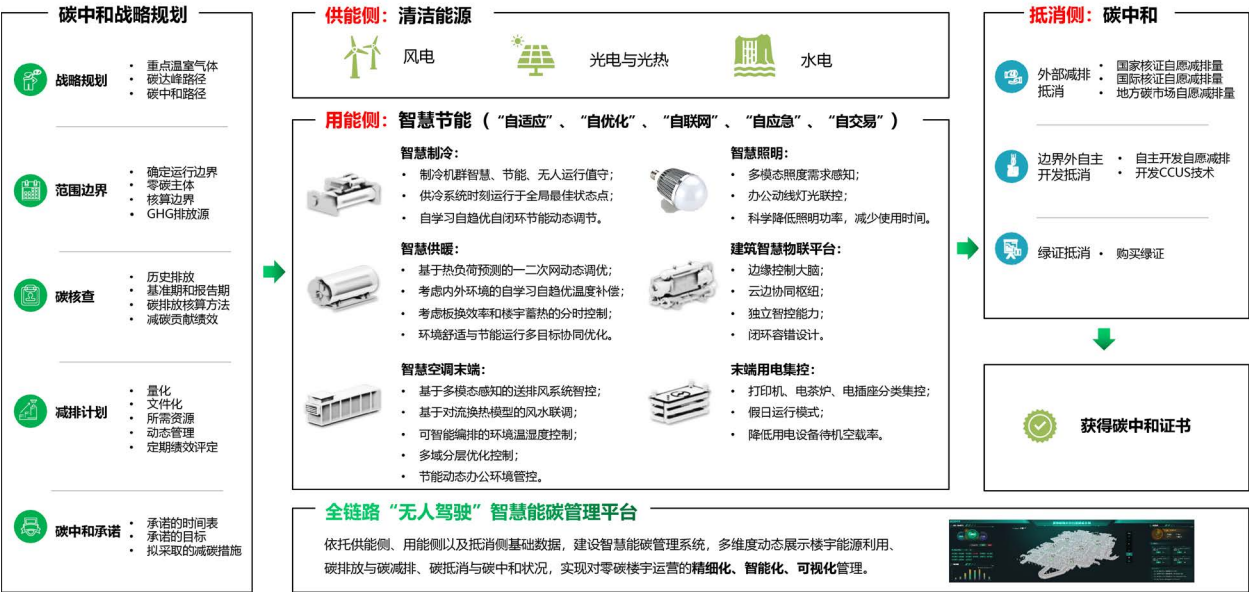 碳中和战略规划
战略规划
• 重点温室气体
• 碳达峰路径
• 碳中和路径
范围边界
• 确定运行边界
• 零碳主体
• 核算边界
• GHG排放源
碳核查
• 历史排放
• 基准期和报告期
• 碳排放核算方法
• 减碳贡献绩效
减排计划
• 量化
• 文件化
• 所需资源
• 动态管理
• 定期绩效评定
碳中和承诺
• 承诺的时间表
• 承诺的目标
• 拟采取的减碳措施
供能侧：清洁能源
风电
光电与光热
水电
用能侧：智慧节能（“自适应”、“自优化”、“自联网”、“自应急”、“自交易”）
智慧制冷：
• 制冷机群智慧、节能、无人运行值守；
• 供冷系统时刻运行于全局最佳状态点；
• 自学习自趋优自闭环节能动态调节。
智慧照明：
• 多模态照度需求感知；
• 办公动线灯光联控；
• 科学降低照明功率，减少使用时间。
智慧供暖：
• 基于热负荷预测的一二次网动态调优；
• 考虑内外环境的自学习自趋优温度补偿；
• 考虑板换效率和楼宇蓄热的分时控制；
• 环境舒适与节能运行多目标协同优化。
建筑智慧物联平台：
• 边缘控制大脑；
• 云边协同枢纽；
• 独立智控能力；
• 闭环容错设计。
智慧空调末端：
• 基于多模态感知的送排风系统智控；
• 基于对流换热模型的风水联调；
• 可智能编排的环境温湿度控制；
• 多域分层优化控制；
• 节能动态办公环境管控。
末端用电集控：
• 打印机、电茶炉、电插座分类集控；
• 假日运行模式；
• 降低用电设备待机空载率。
全链路“无人驾驶”智慧能碳管理平台
依托供能侧、用能侧以及抵消侧基础数据，建设智慧能碳管理系统，多维度动态展示楼宇能源利用、
碳排放与碳减排、碳抵消与碳中和状况，实现对零碳楼宇运营的精细化、智能化、可视化管理。
抵消侧：碳中和
外部减排
抵消
• 国家核证自愿减排量
• 国际核证自愿减排量
• 地方碳市场自愿减排量
边界外自主
开发抵消
• 自主开发自愿减排
• 开发CCUS技术
绿证抵消
• 购买绿证
获得碳中和证书